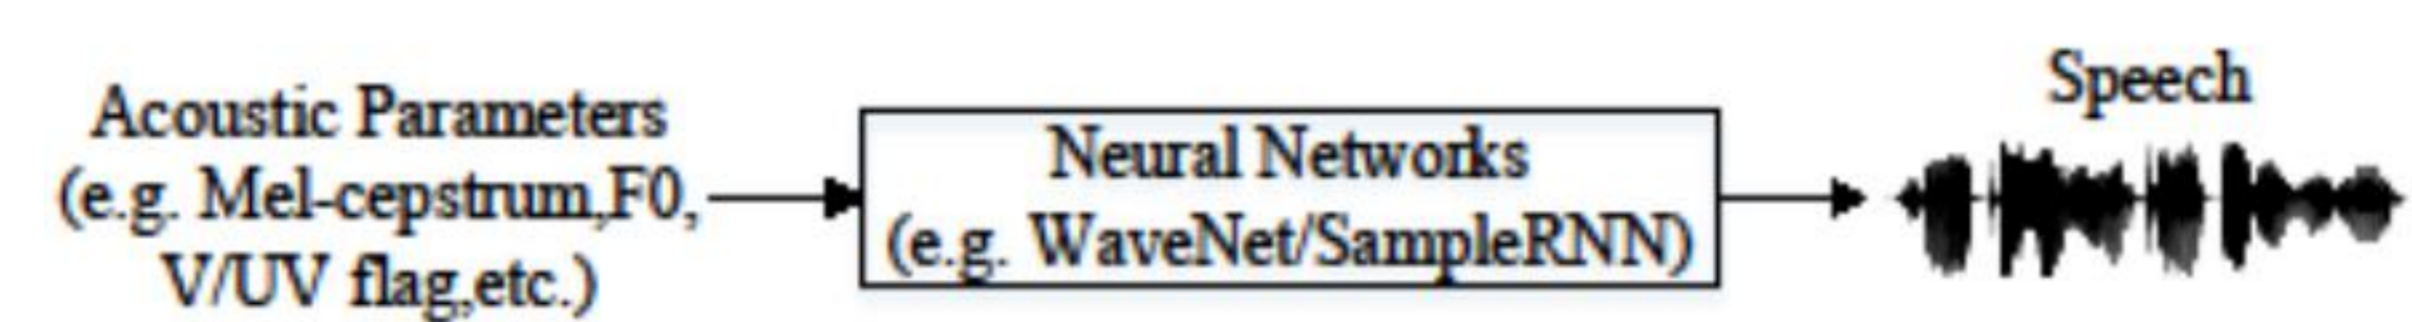 Acoustic Parameters
(e.g. Mel-cepstrum,F0,
V/UV flag,etc.)
Neural Networks
(e.g. WaveNet/SampleRNN)
Speech